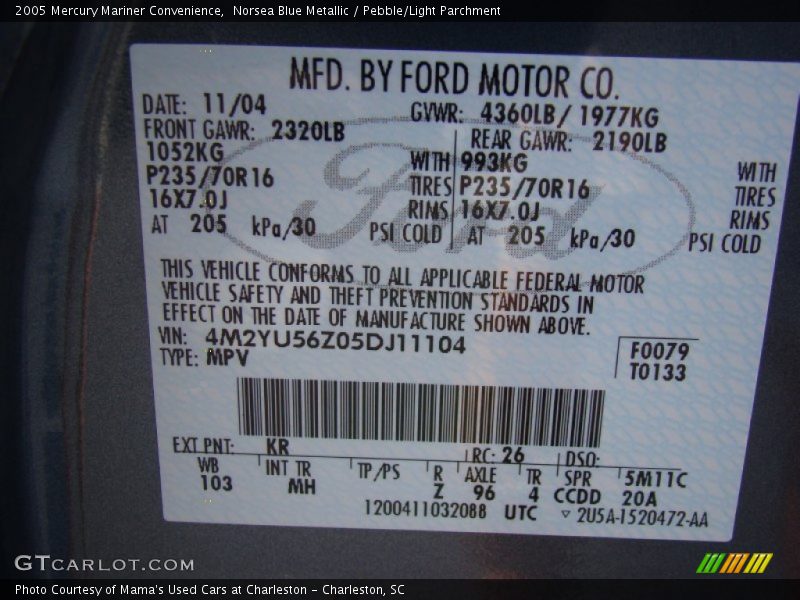 2005 Mercury Mariner Convenience,  Norsea Blue Metallic / Pebble/Light Parchment
MFD. BY FORD MOTOR CO.
DATE: 11/04 GVWR: 4360LB/ 1977KG
FRONT GAWR: 2320LB REAR GAWR: 2190LB
1052KG WITH 993KG WITH
P235/70R16 TIRES P235/70R16 TIRES
16X7.0J RIMS 16X7.0J RIMS
AT 205 kPa/30 PSI COLD AT 205 kPa/30 PSI COLD
Ford
THIS VEHICLE CONFORMS TO ALL APPLICABLE FEDERAL MOTOR
VEHICLE SAFETY AND THEFT PREVENTION STANDARDS IN
EFFECT ON THE DATE OF MANUFACTURE SHOWN ABOVE.
VIN: 4M2YU56Z05DJ11104
TYPE: MPV
F0079
T0133
EXT PNT: KR RC: 26 DSO:
WB INT TR TP/PS R AXLE TR SPR 5M11C
103 MH Z 96 4 CCDD 20A
1200411032088 UTC ▽ 2U5A-1520472-AA
GTCARLOT.COM
Photo Courtesy of Mama's Used Cars at Charleston - Charleston, SC